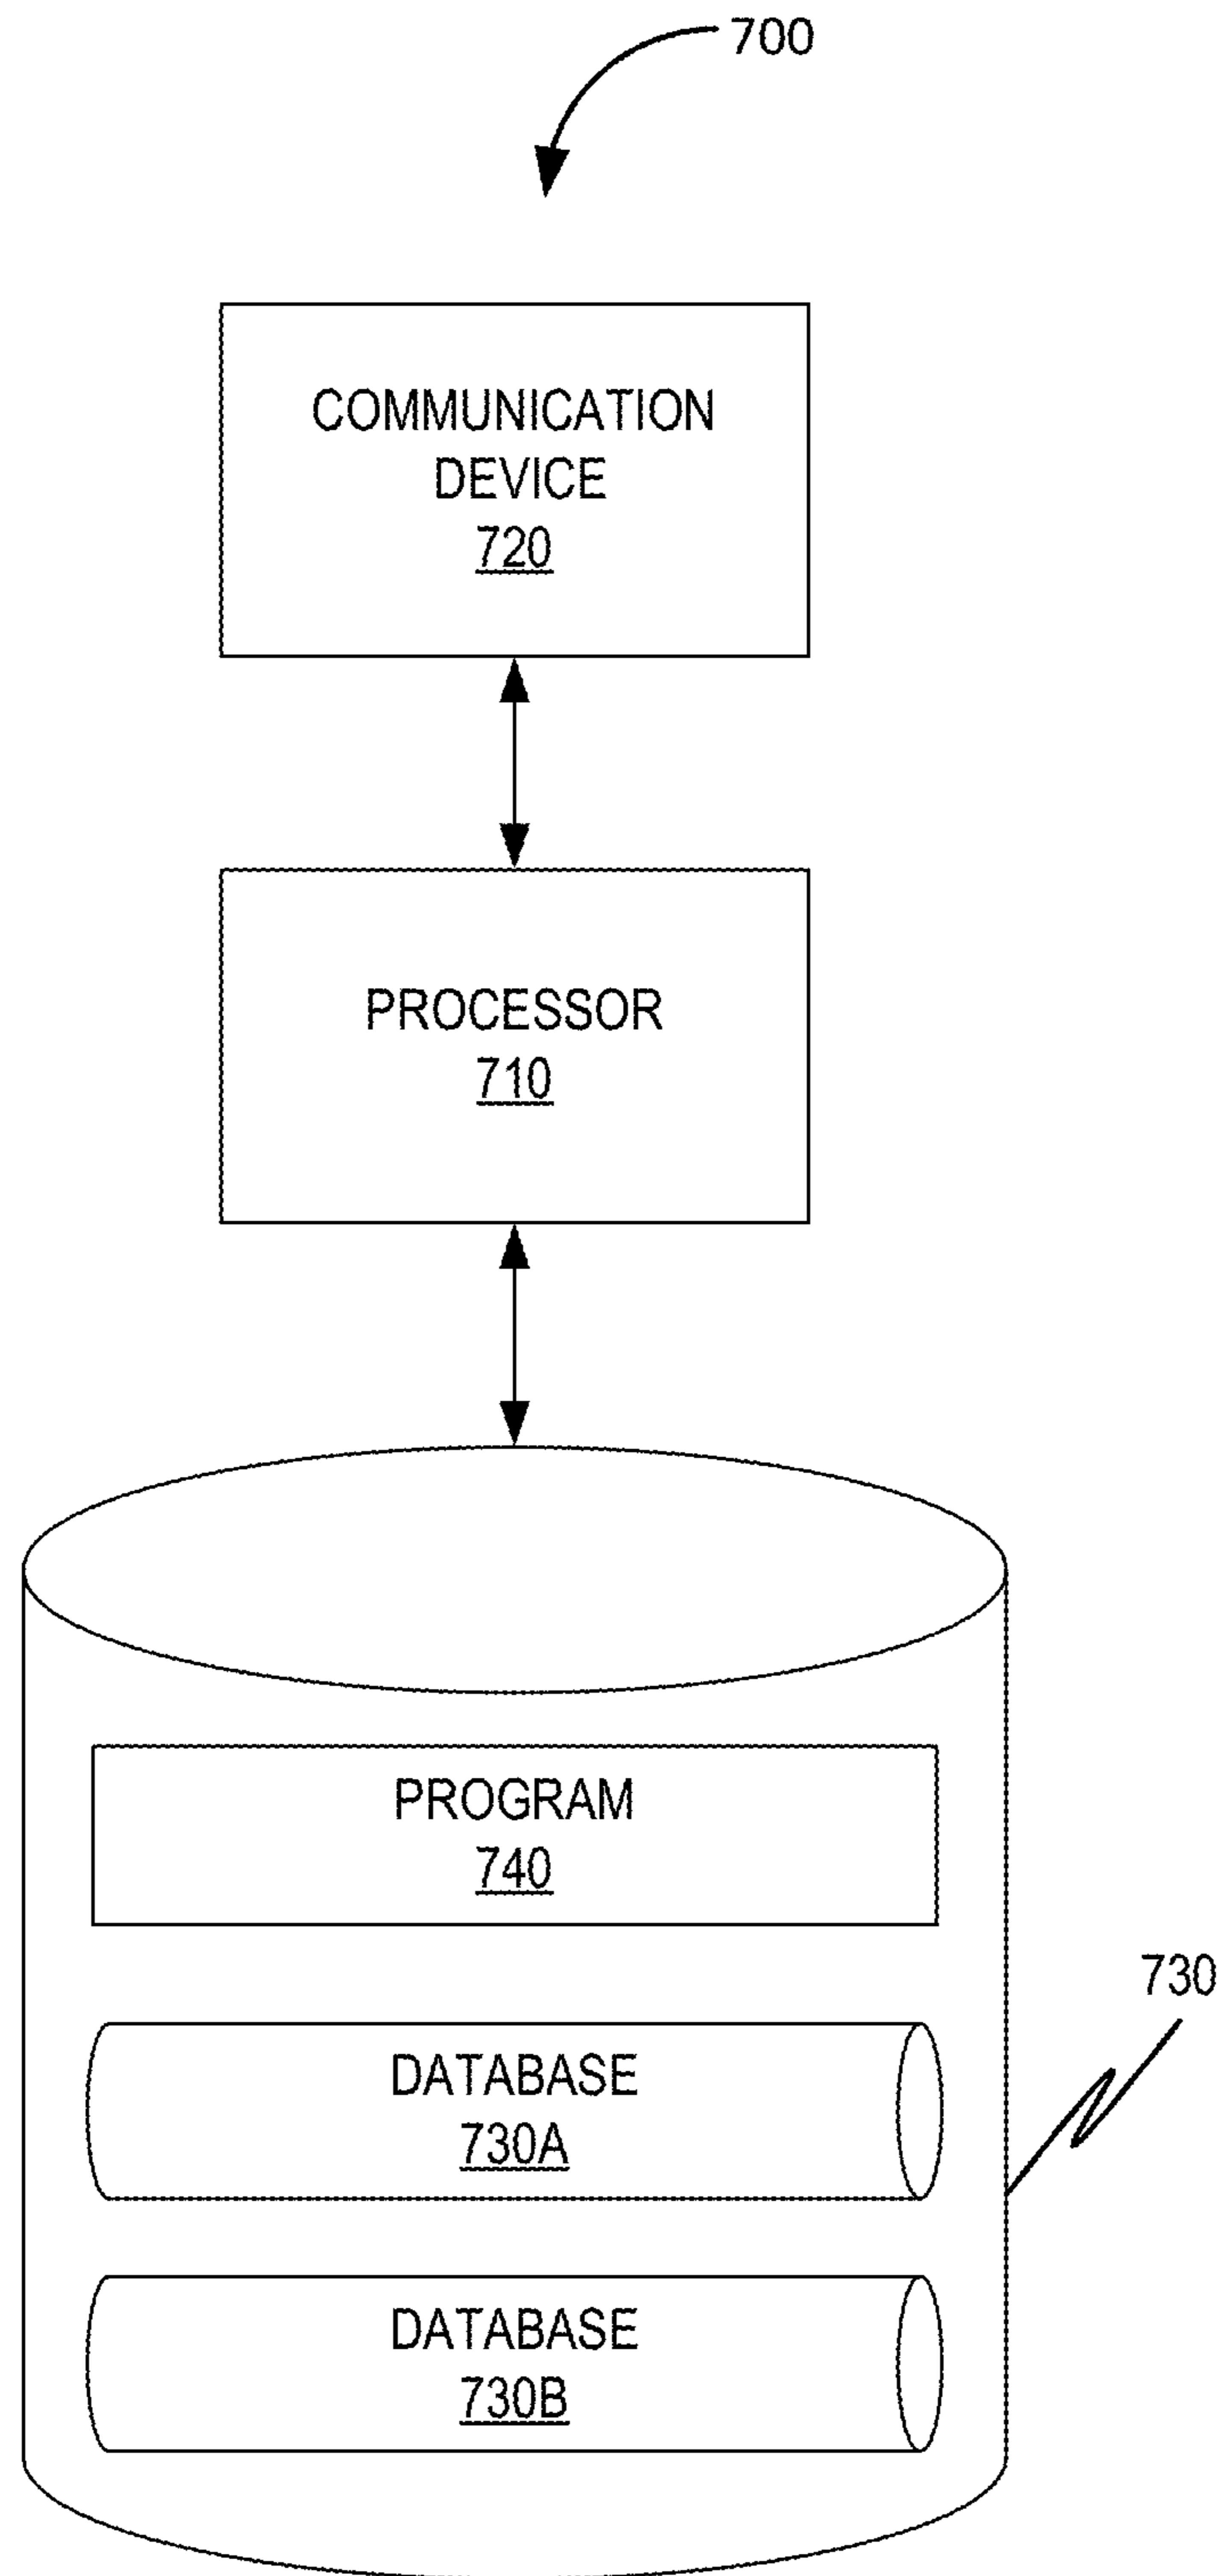 700
COMMUNICATION
DEVICE
720
PROCESSOR
710
PROGRAM
740
730
DATABASE
730A
DATABASE
730B